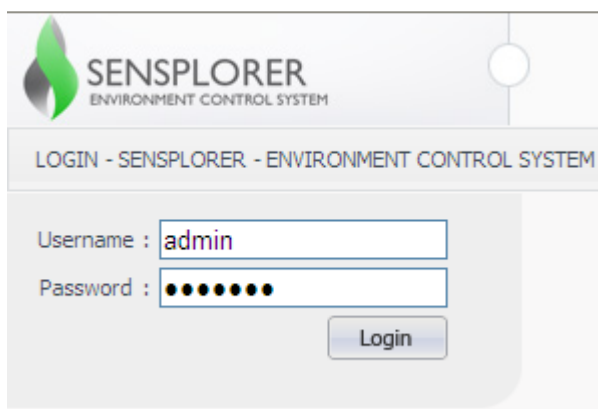 SENSPLORER
ENVIRONMENT CONTROL SYSTEM
LOGIN - SENSPLORER - ENVIRONMENT CONTROL SYSTEM
Username : admin
Password : ●●●●●●●
Login